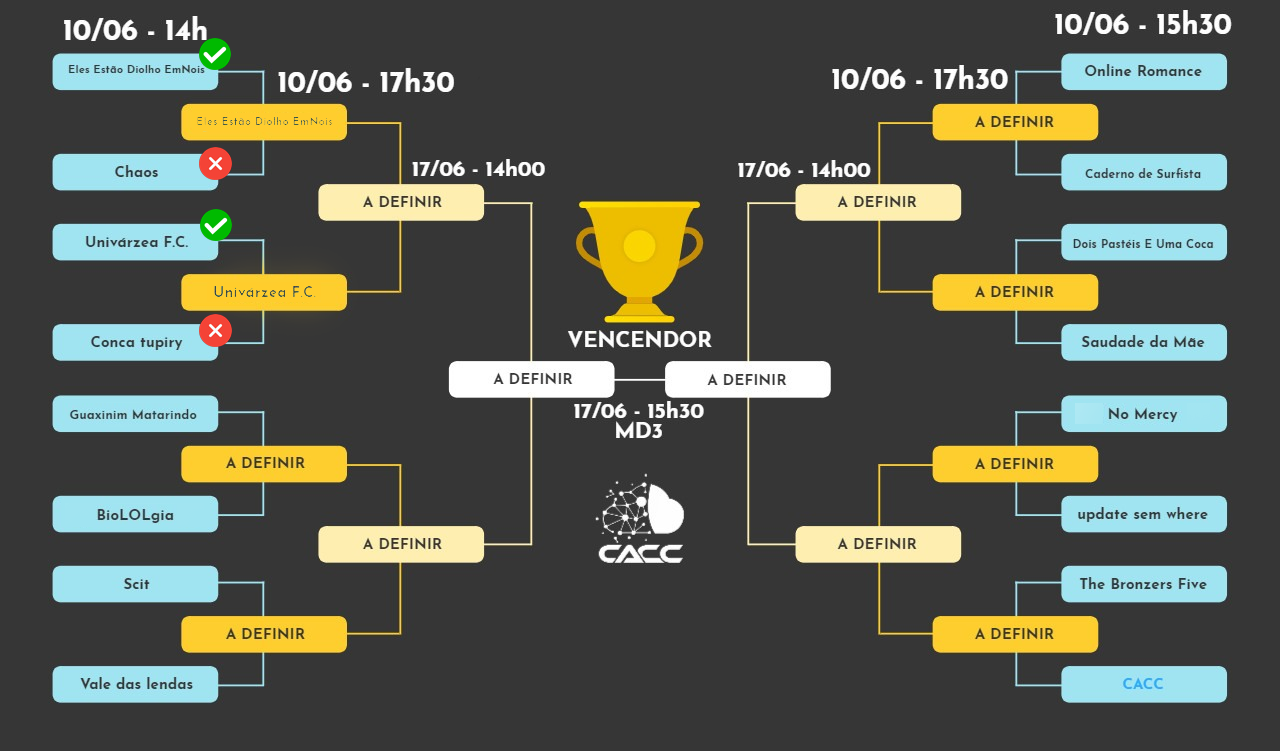 10/06 - 14h
10/06 - 15h30
Eles Estão Diolho EmNois
Online Romance
10/06 - 17h30
10/06 - 17h30
Eles Estão Diolho EmNois
A DEFINIR
Chaos
17/06 - 14h00
17/06 - 14h00
Caderno de Surfista
A DEFINIR
A DEFINIR
Univárzea F.C.
Dois Pastéis E Uma Coca
Univárzea F.C.
A DEFINIR
VENCENDOR
Conca tupiry
Saudade da Mãe
A DEFINIR
A DEFINIR
17/06 - 15h30
MD3
Guaxinim Matarindo
No Mercy
A DEFINIR
A DEFINIR
BioLOLgia
update sem where
A DEFINIR
CACC
A DEFINIR
Scit
The Bronzers Five
A DEFINIR
A DEFINIR
Vale das lendas
CACC